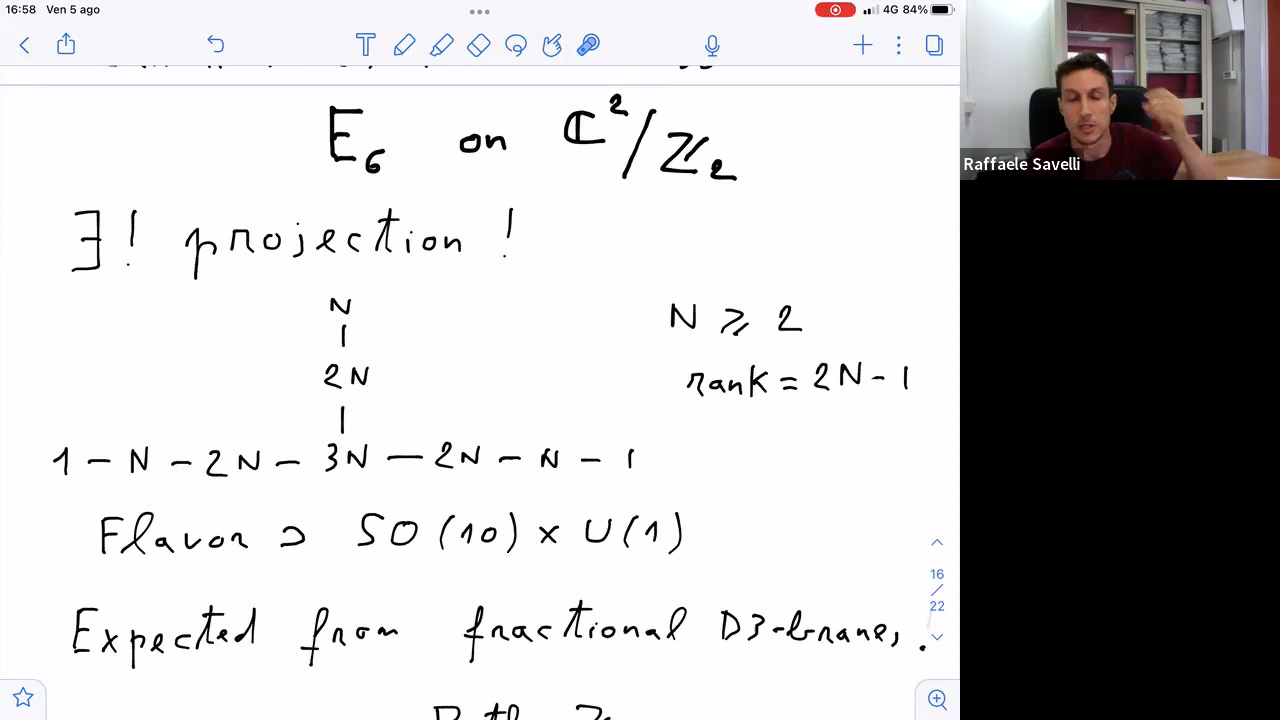 16:58 Ven 5 ago
4G 84%
E₆ on ℂ²/ℤ₂
∃! projection !
N
N ≥ 2
2N
rank = 2N - 1
1 - N - 2N - 3N - 2N - N - 1
Flavor ⊃ SO(10) × U(1)
Expected from fractional D3-branes.
16
22
Raffaele Savelli